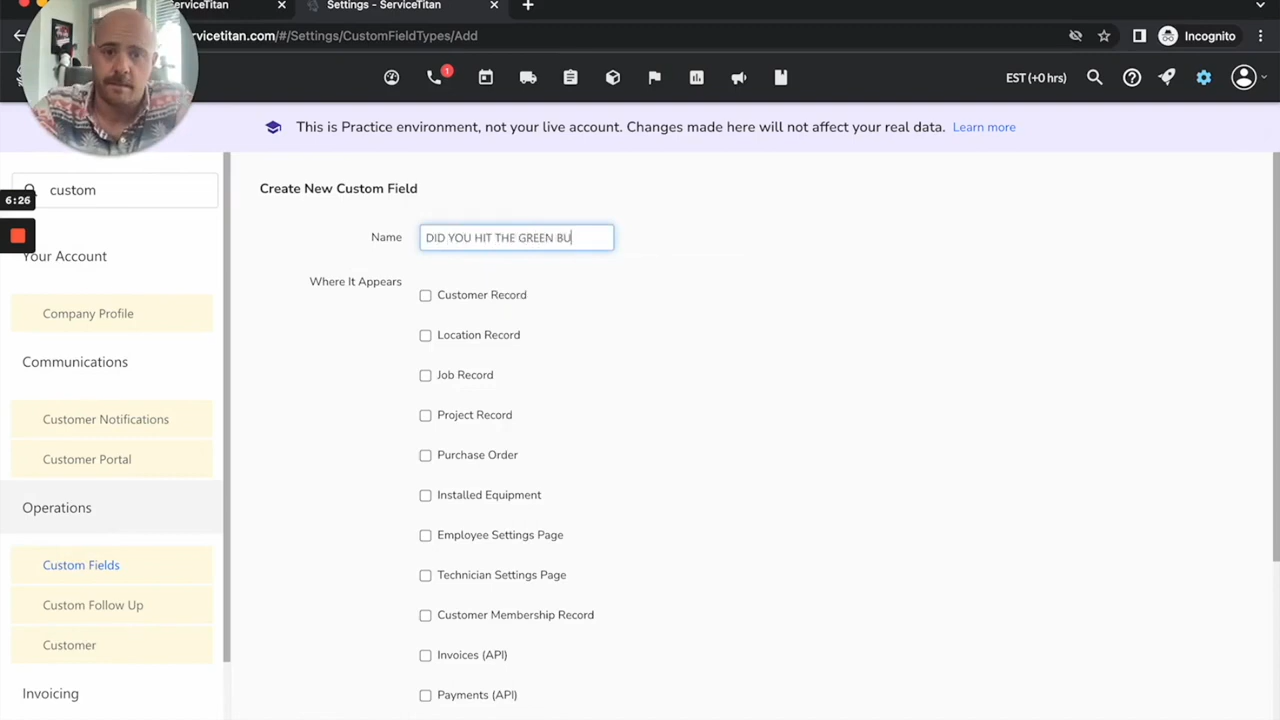 ServiceTitan
Settings - ServiceTitan
rvicetitan.com/#/Settings/CustomFieldTypes/Add
Incognito
1
EST (+0 hrs)
This is Practice environment, not your live account. Changes made here will not affect your real data. Learn more
custom
6:26
Your Account
Company Profile
Communications
Customer Notifications
Customer Portal
Operations
Custom Fields
Custom Follow Up
Customer
Invoicing
Create New Custom Field
Name
DID YOU HIT THE GREEN BU
Where It Appears
Customer Record
Location Record
Job Record
Project Record
Purchase Order
Installed Equipment
Employee Settings Page
Technician Settings Page
Customer Membership Record
Invoices (API)
Payments (API)